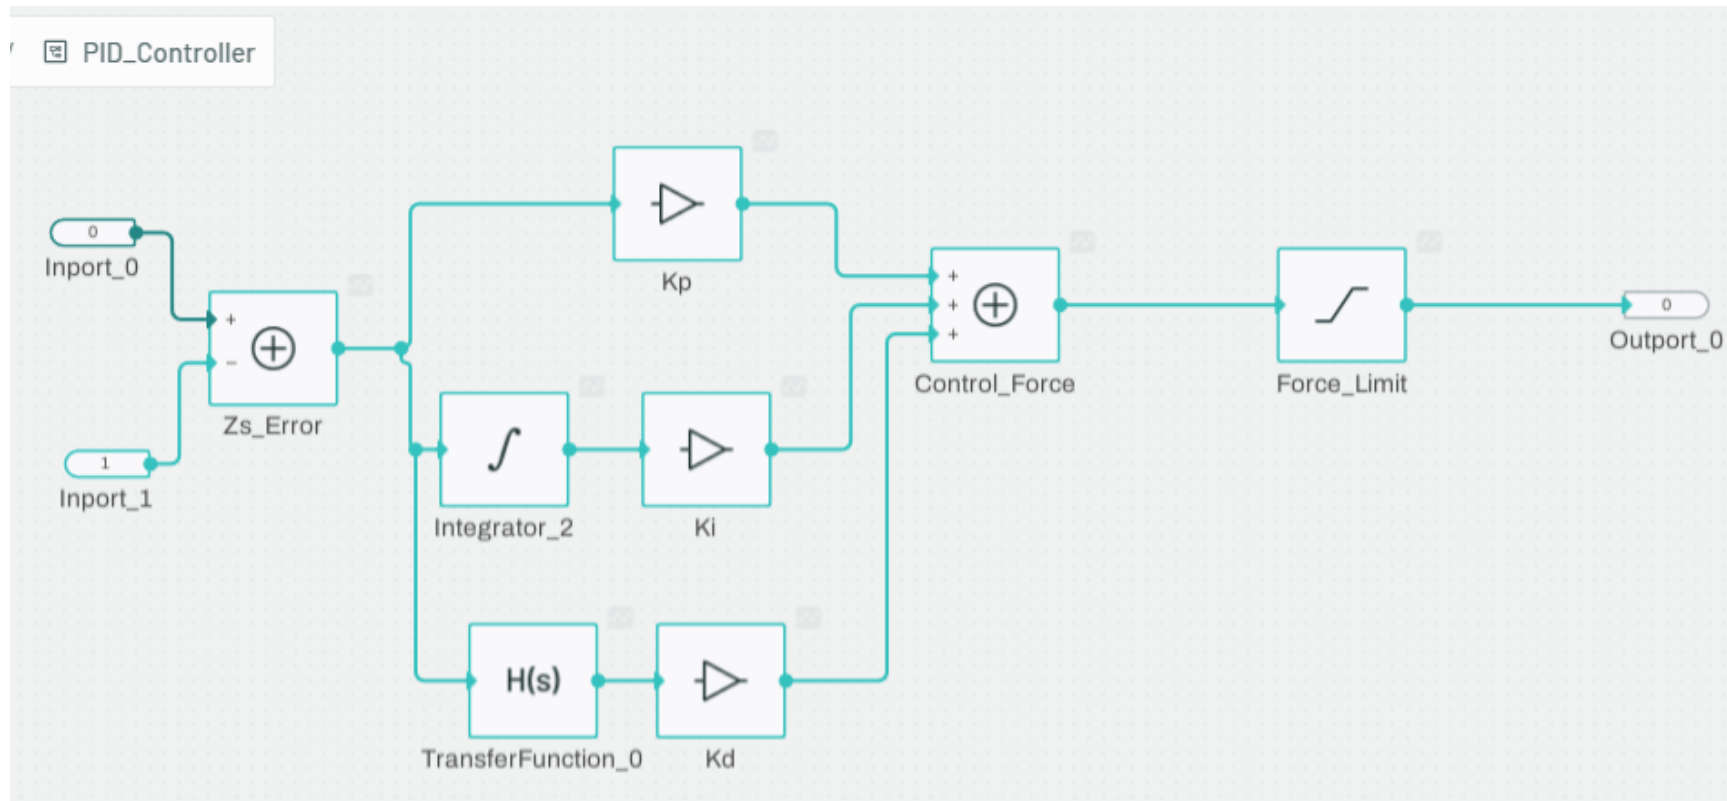 PID_Controller
0
Inport_0
1
Inport_1
+
−
Zs_Error
Kp
∫
Integrator_2
Ki
H(s)
TransferFunction_0
Kd
+
+
+
Control_Force
Force_Limit
0
Outport_0